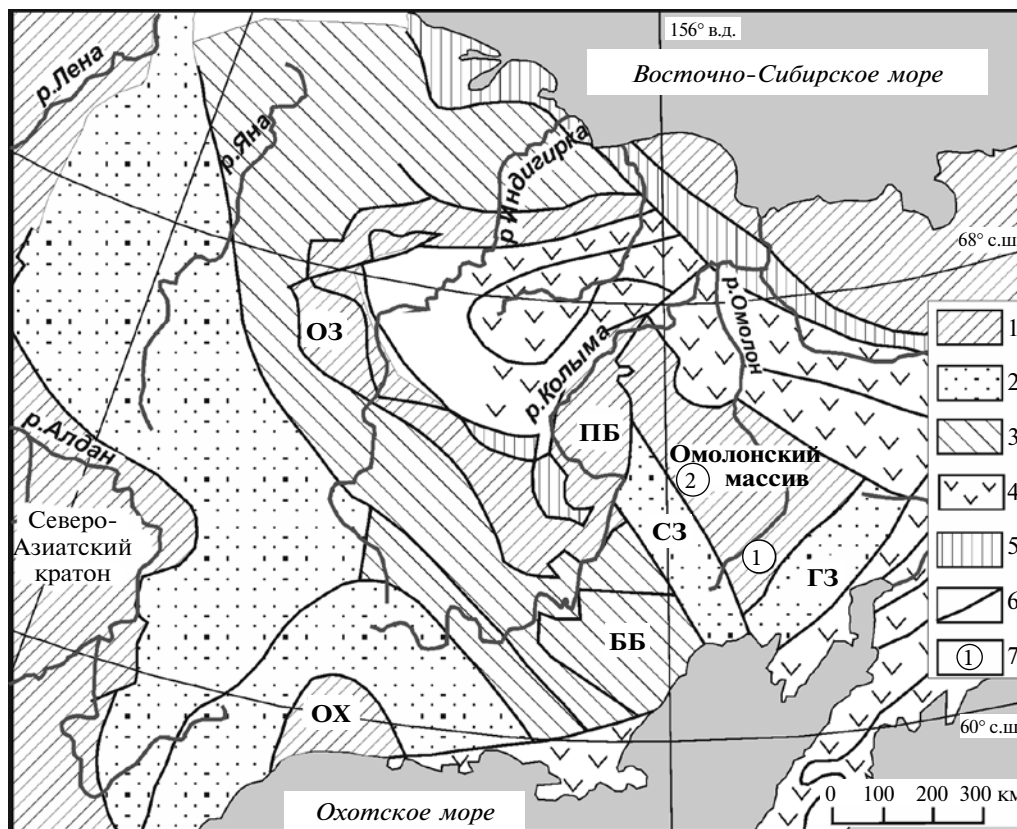 156° в.д.
Восточно-Сибирское море
р.Лена
р.Яна
р.Индигирка
68° с.ш
р.Омолон
ОЗ
р.Колыма
ПБ
Омолонский
массив
2
р.Алдан
Северо-
Азиатский
кратон
СЗ
1
ГЗ
ББ
ОХ
60° с.ш
Охотское море
0 100 200 300 км
1
2
3
4
5
6
1 7